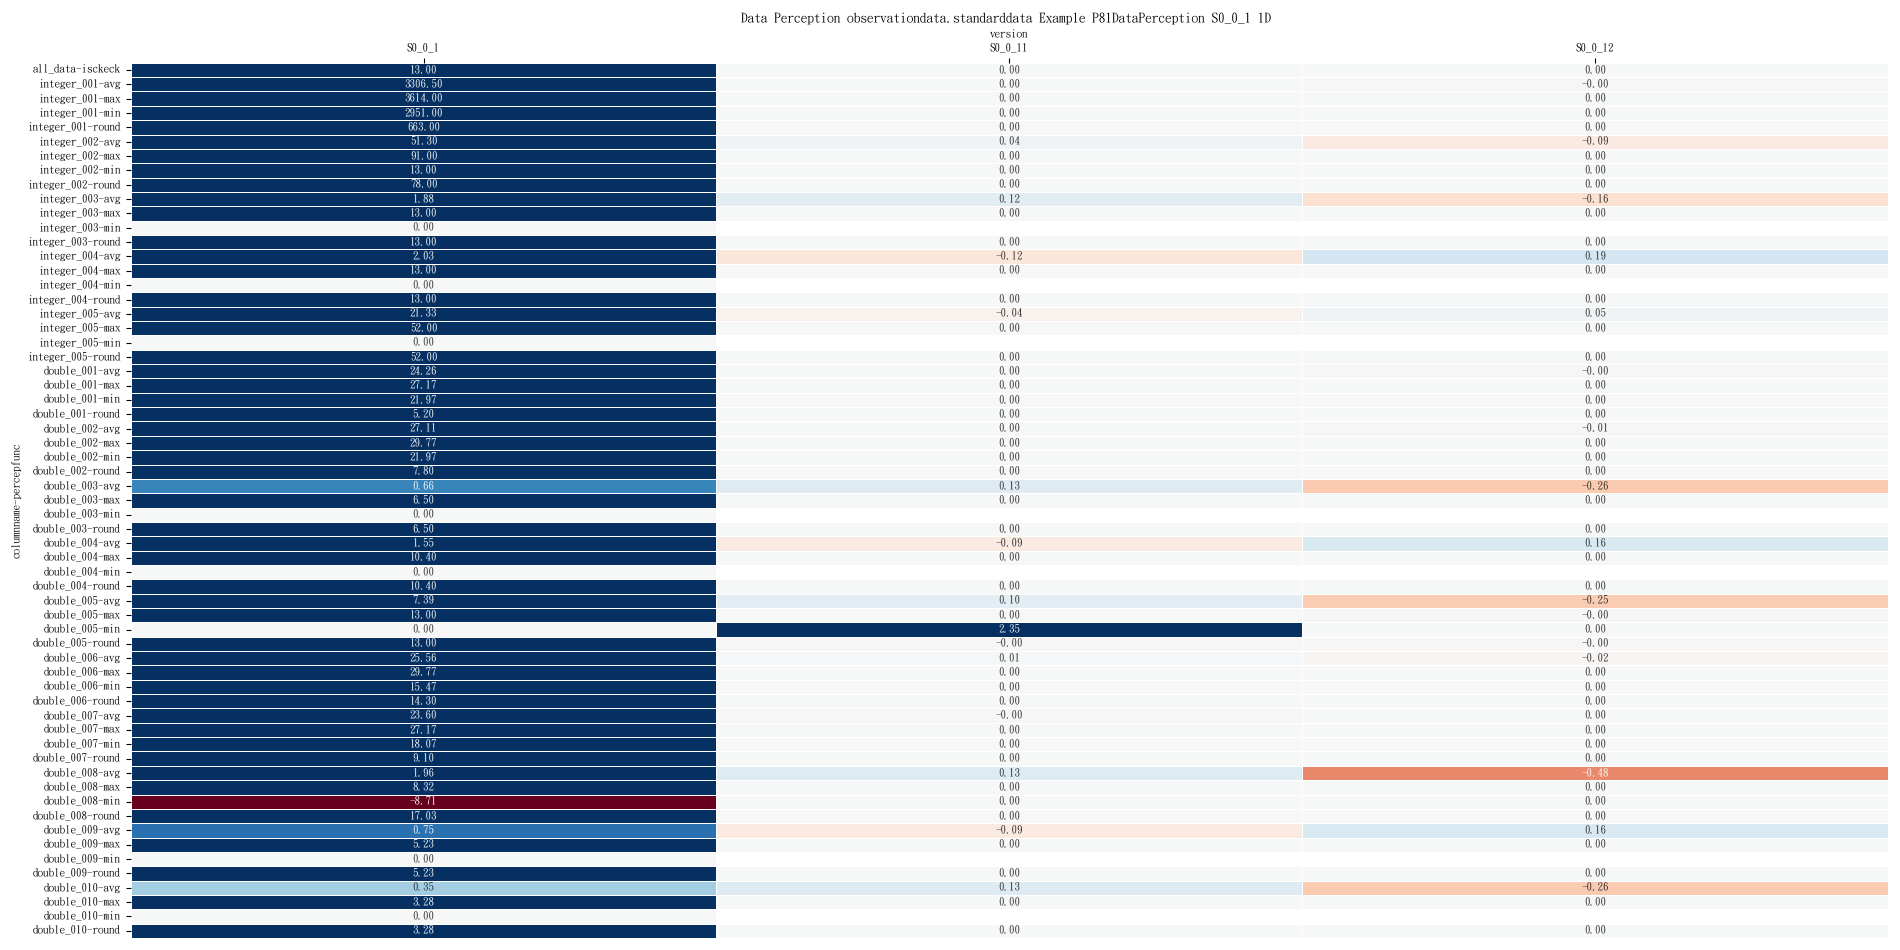 Data Perception observationdata.standarddata Example P81DataPerception S0_0_1 1D
version
S0_0_1 S0_0_11 S0_0_12
columnname-percepfunc
all_data-isckeck 13.00 0.00 0.00
integer_001-avg 3306.50 0.00 -0.00
integer_001-max 3614.00 0.00 0.00
integer_001-min 2951.00 0.00 0.00
integer_001-round 663.00 0.00 0.00
integer_002-avg 51.30 0.04 -0.09
integer_002-max 91.00 0.00 0.00
integer_002-min 13.00 0.00 0.00
integer_002-round 78.00 0.00 0.00
integer_003-avg 1.88 0.12 -0.16
integer_003-max 13.00 0.00 0.00
integer_003-min 0.00
integer_003-round 13.00 0.00 0.00
integer_004-avg 2.03 -0.12 0.19
integer_004-max 13.00 0.00 0.00
integer_004-min 0.00
integer_004-round 13.00 0.00 0.00
integer_005-avg 21.33 -0.04 0.05
integer_005-max 52.00 0.00 0.00
integer_005-min 0.00
integer_005-round 52.00 0.00 0.00
double_001-avg 24.26 0.00 -0.00
double_001-max 27.17 0.00 0.00
double_001-min 21.97 0.00 0.00
double_001-round 5.20 0.00 0.00
double_002-avg 27.11 0.00 -0.01
double_002-max 29.77 0.00 0.00
double_002-min 21.97 0.00 0.00
double_002-round 7.80 0.00 0.00
double_003-avg 0.66 0.13 -0.26
double_003-max 6.50 0.00 0.00
double_003-min 0.00
double_003-round 6.50 0.00 0.00
double_004-avg 1.55 -0.09 0.16
double_004-max 10.40 0.00 0.00
double_004-min 0.00
double_004-round 10.40 0.00 0.00
double_005-avg 7.39 0.10 -0.25
double_005-max 13.00 0.00 -0.00
double_005-min 0.00 2.35 0.00
double_005-round 13.00 -0.00 -0.00
double_006-avg 25.56 0.01 -0.02
double_006-max 29.77 0.00 0.00
double_006-min 15.47 0.00 0.00
double_006-round 14.30 0.00 0.00
double_007-avg 23.60 -0.00 0.00
double_007-max 27.17 0.00 0.00
double_007-min 18.07 0.00 0.00
double_007-round 9.10 0.00 0.00
double_008-avg 1.96 0.13 -0.48
double_008-max 8.32 0.00 0.00
double_008-min -8.71 0.00 0.00
double_008-round 17.03 0.00 0.00
double_009-avg 0.75 -0.09 0.16
double_009-max 5.23 0.00 0.00
double_009-min 0.00
double_009-round 5.23 0.00 0.00
double_010-avg 0.35 0.13 -0.26
double_010-max 3.28 0.00 0.00
double_010-min 0.00
double_010-round 3.28 0.00 0.00